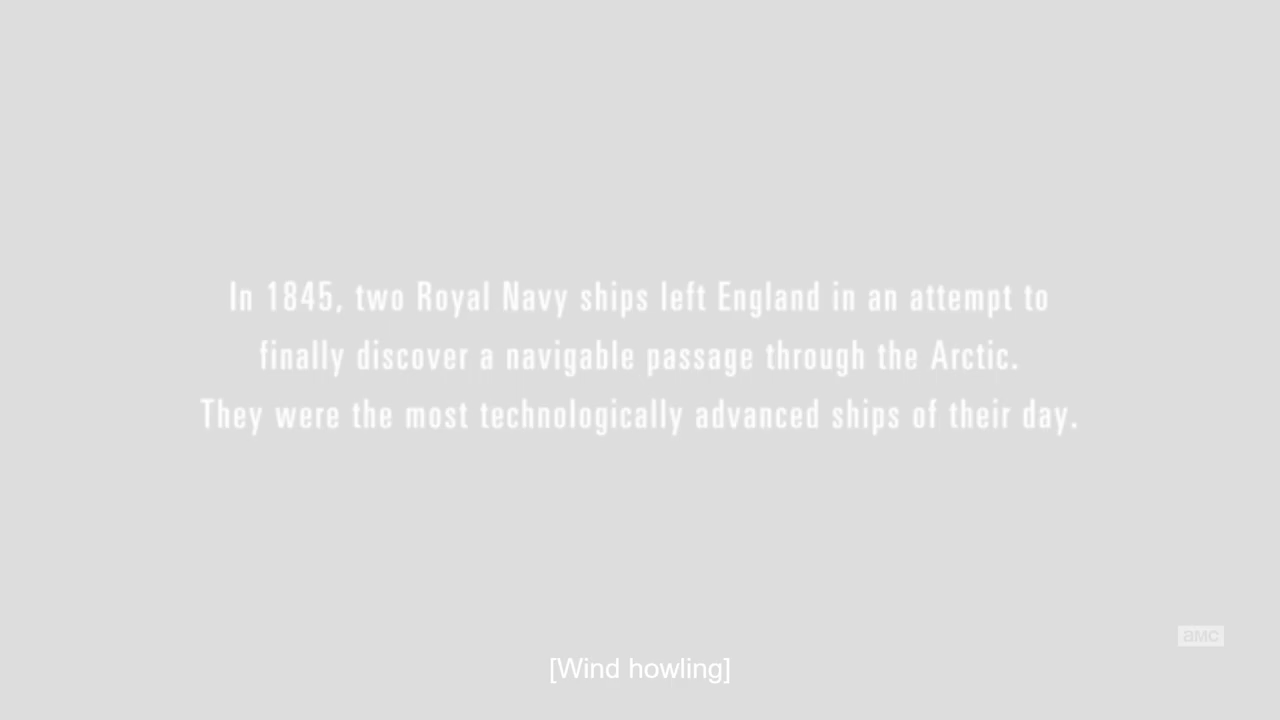 In 1845, two Royal Navy ships left England in an attempt to
finally discover a navigable passage through the Arctic.
They were the most technologically advanced ships of their day.
amc
[Wind howling]